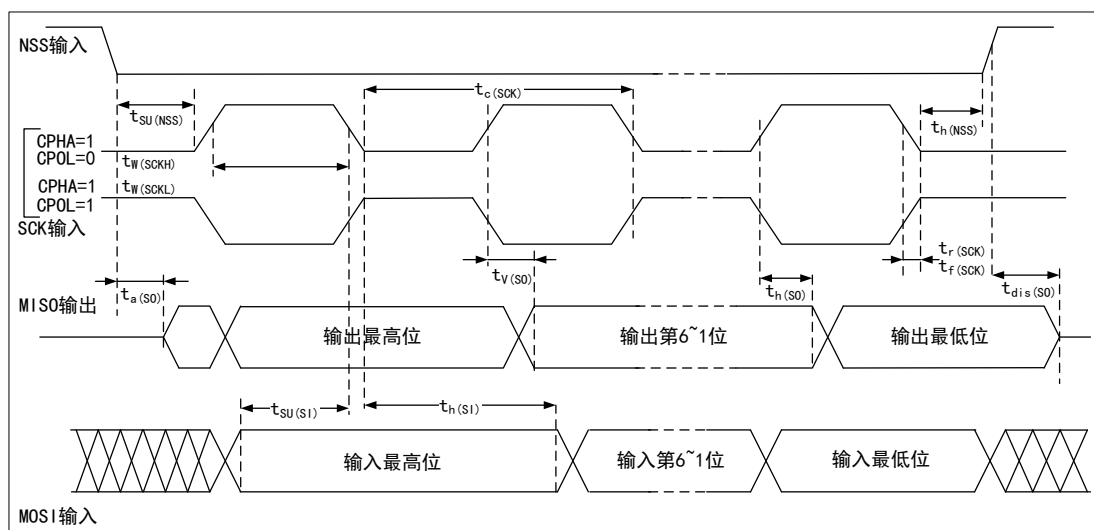 NSS输入
tc(SCK)
tSU(NSS)
th(NSS)
CPHA=1
CPOL=0
tW(SCKH)
CPHA=1
CPOL=1
tW(SCKL)
SCK输入
tV(SO)
tr(SCK)
tf(SCK)
ta(SO)
th(SO)
tdis(SO)
MISO输出
输出最高位
输出第6~1位
输出最低位
tSU(SI)
th(SI)
输入最高位
输入第6~1位
输入最低位
MOSI输入